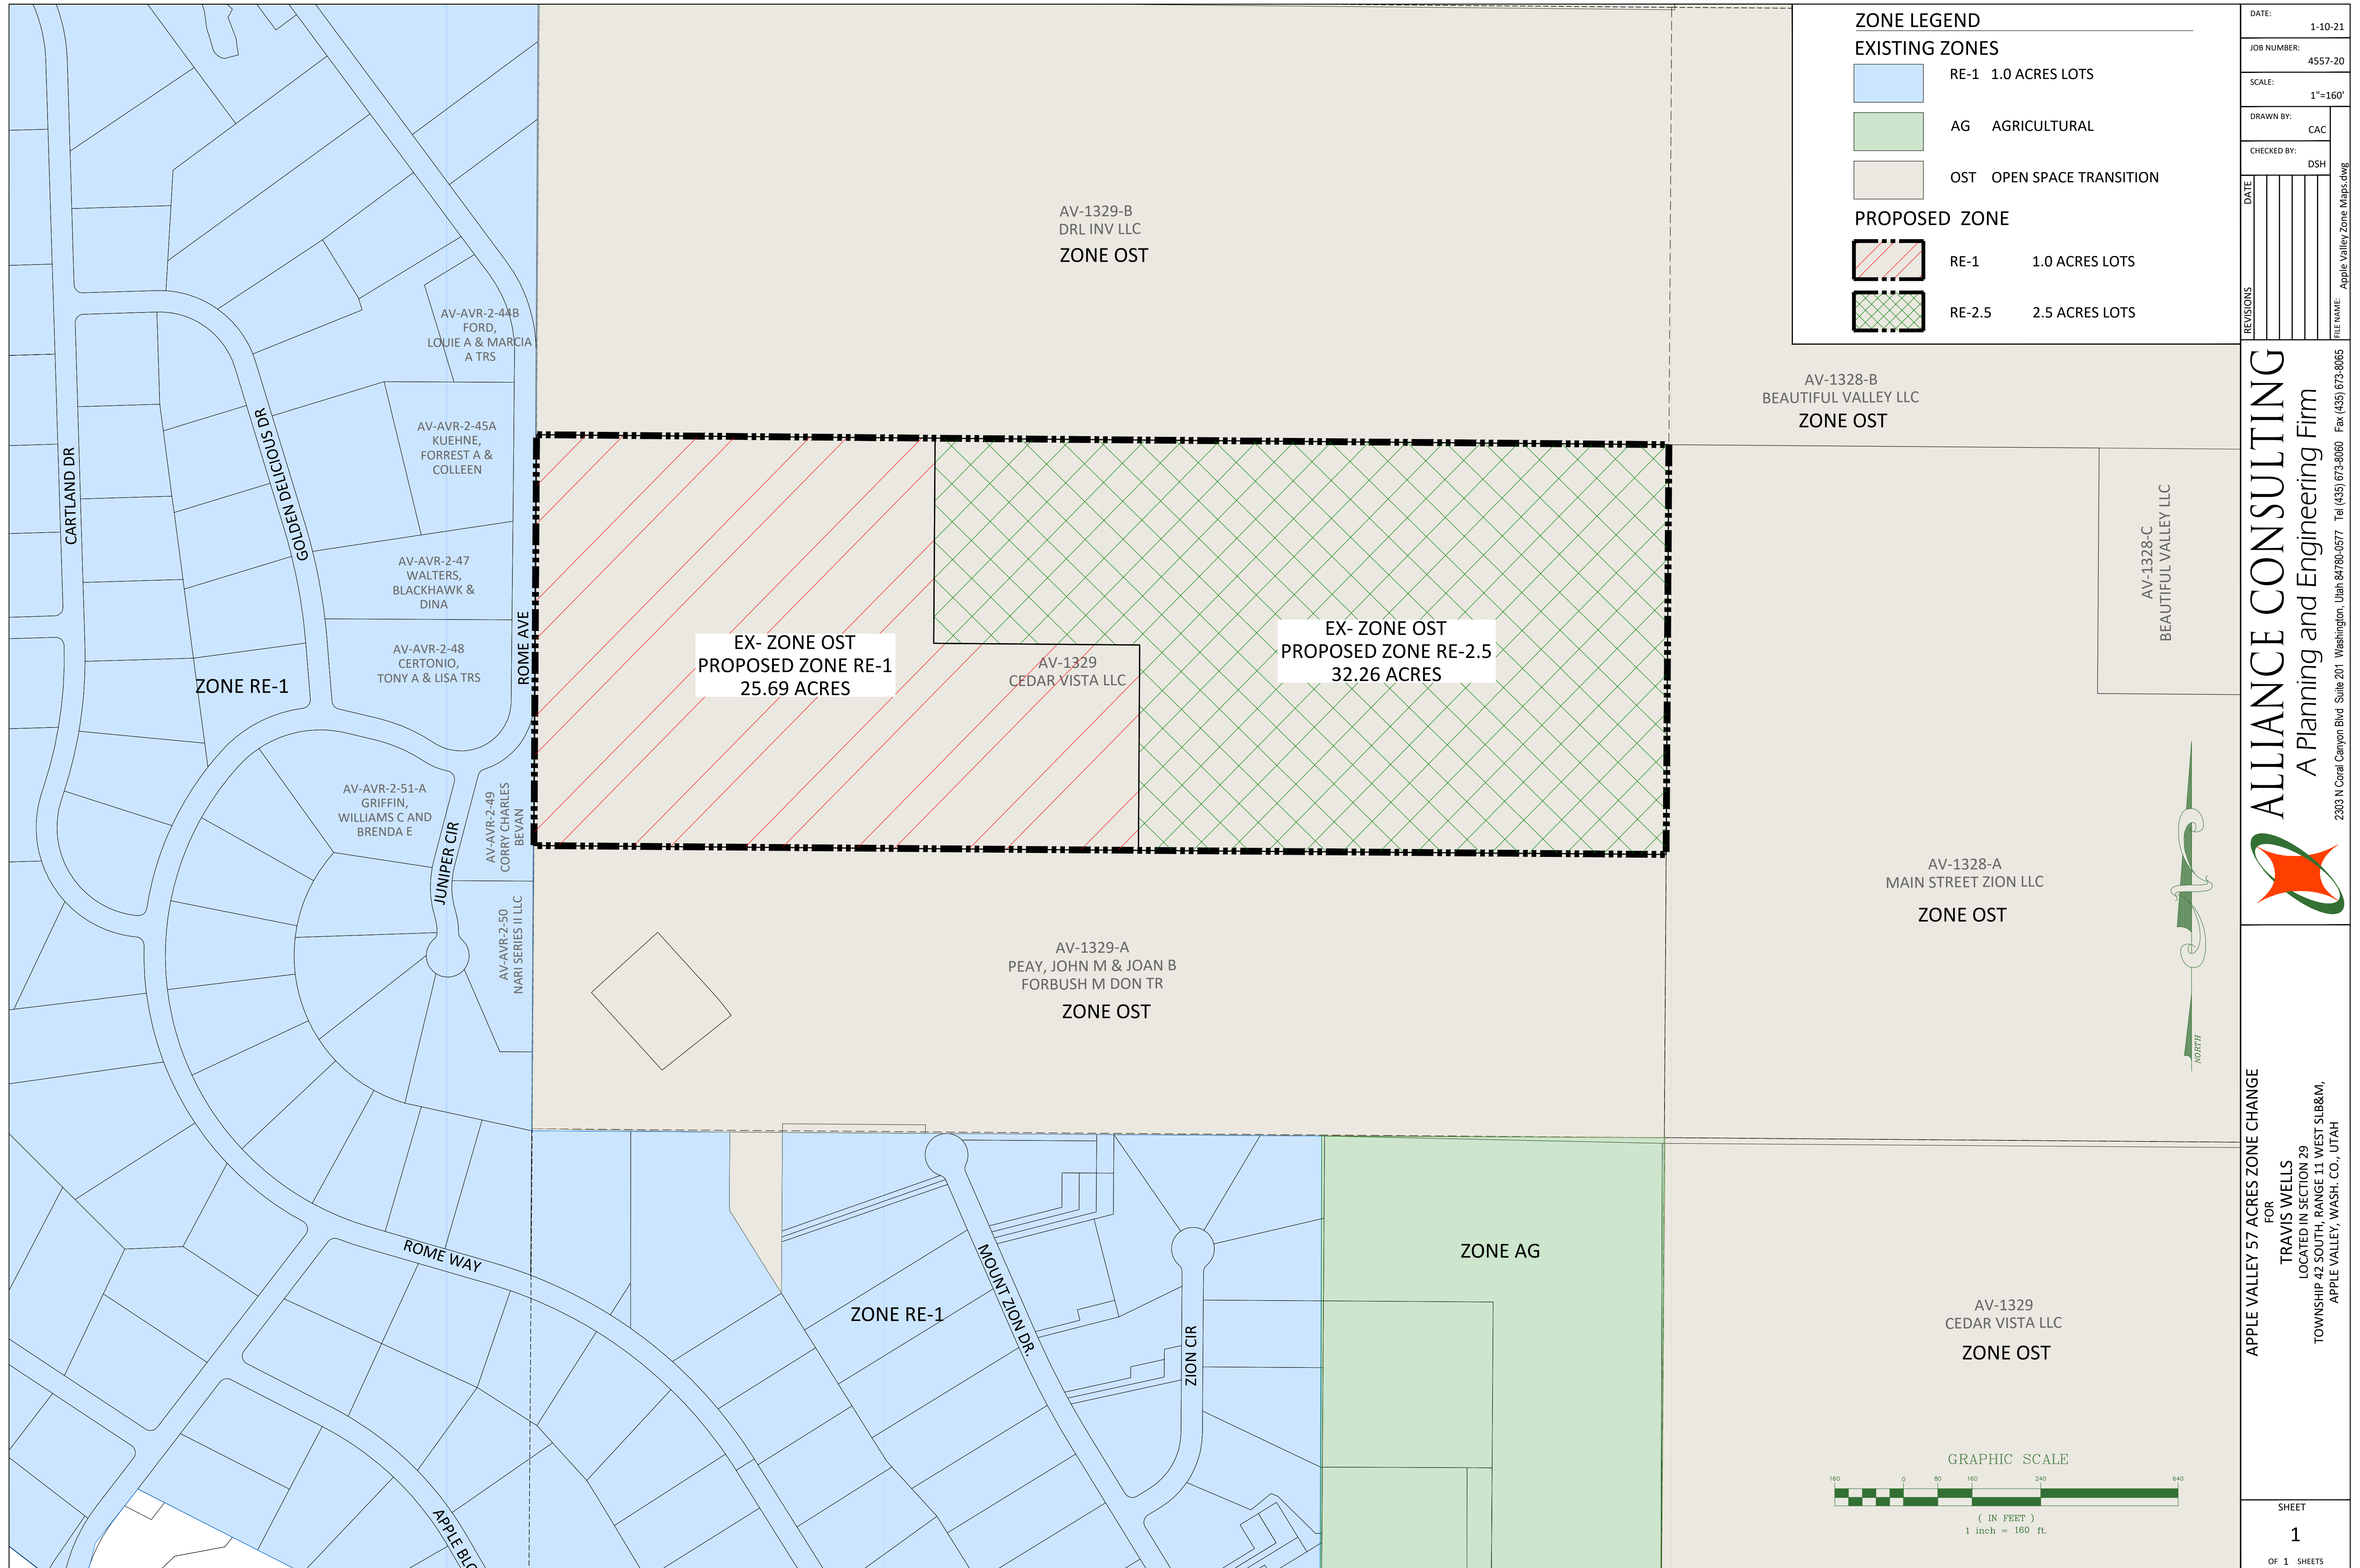 ZONE LEGEND
EXISTING ZONES
RE-1 1.0 ACRES LOTS
AG AGRICULTURAL
OST OPEN SPACE TRANSITION
PROPOSED ZONE
RE-1 1.0 ACRES LOTS
RE-2.5 2.5 ACRES LOTS
AV-1329-B
DRL INV LLC
ZONE OST
AV-1328-B
BEAUTIFUL VALLEY LLC
ZONE OST
AV-AVR-2-44B
FORD,
LOUIE A & MARCIA
A TRS
AV-AVR-2-45A
KUEHNE,
FORREST A &
COLLEEN
AV-AVR-2-47
WALTERS,
BLACKHAWK &
DINA
AV-AVR-2-48
CERTONIO,
TONY A & LISA TRS
AV-AVR-2-51-A
GRIFFIN,
WILLIAMS C AND
BRENDA E
AV-AVR-2-49
CORRY CHARLES
BEVAN
AV-AVR-2-50
NARI SERIES II LLC
CARTLAND DR
GOLDEN DELICIOUS DR
ROME AVE
JUNIPER CIR
ZONE RE-1
EX- ZONE OST
PROPOSED ZONE RE-1
25.69 ACRES
AV-1329
CEDAR VISTA LLC
EX- ZONE OST
PROPOSED ZONE RE-2.5
32.26 ACRES
AV-1328-C
BEAUTIFUL VALLEY LLC
AV-1328-A
MAIN STREET ZION LLC
ZONE OST
AV-1329-A
PEAY, JOHN M & JOAN B
FORBUSH M DON TR
ZONE OST
NORTH
ROME WAY
ZONE RE-1
MOUNT ZION DR.
ZION CIR
ZONE AG
APPLE BLO
AV-1329
CEDAR VISTA LLC
ZONE OST
GRAPHIC SCALE
160 0 80 160 240 640
( IN FEET )
1 inch = 160 ft.
DATE:
1-10-21
JOB NUMBER:
4557-20
SCALE:
1"=160'
DRAWN BY:
CAC
CHECKED BY:
DSH
DATE
REVISIONS
FILE NAME: Apple Valley Zone Maps.dwg
ALLIANCE CONSULTING
A Planning and Engineering Firm
2303 N Coral Canyon Blvd Suite 201 Washington, Utah 84780-0577 Tel (435) 673-8060 Fax (435) 673-8065
APPLE VALLEY 57 ACRES ZONE CHANGE
FOR
TRAVIS WELLS
LOCATED IN SECTION 29
TOWNSHIP 42 SOUTH, RANGE 11 WEST SLB&M,
APPLE VALLEY, WASH. CO., UTAH
SHEET
1
OF 1 SHEETS